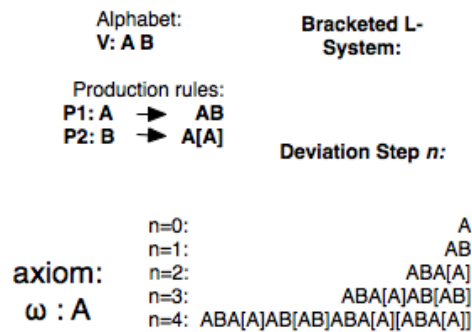 Alphabet:
V: A B
Bracketed L-
System:
Production rules:
P1: A → AB
P2: B → A[A]
Deviation Step n:
axiom:
ω : A
n=0: A
n=1: AB
n=2: ABA[A]
n=3: ABA[A]AB[AB]
n=4: ABA[A]AB[AB]ABA[A][ABA[A]]